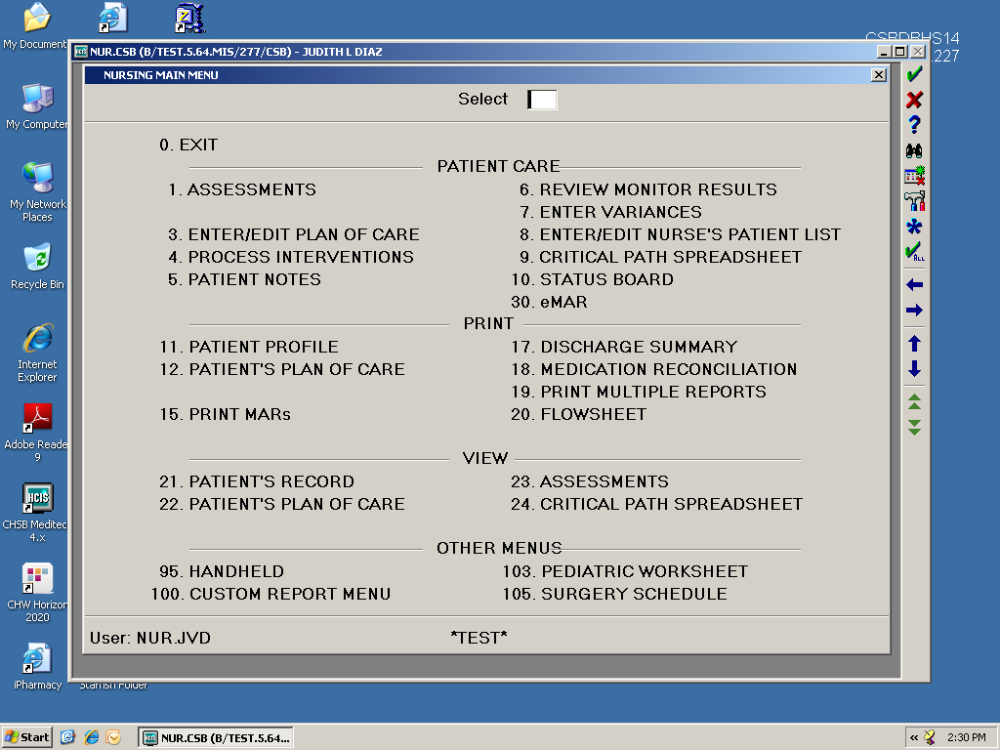 CSBDBHS14
.227
My Document
My Computer
My Network
Places
Recycle Bin
Internet
Explorer
Adobe Reade
9
HCIS
CHSB Meditec
4.x
CHW Horizor
2020
iPharmacy
NUR.CSB (B/TEST.5.64.MIS/277/CSB) - JUDITH L DIAZ
NURSING MAIN MENU
Select
0. EXIT
PATIENT CARE
1. ASSESSMENTS
6. REVIEW MONITOR RESULTS
7. ENTER VARIANCES
3. ENTER/EDIT PLAN OF CARE
8. ENTER/EDIT NURSE'S PATIENT LIST
4. PROCESS INTERVENTIONS
9. CRITICAL PATH SPREADSHEET
5. PATIENT NOTES
10. STATUS BOARD
30. eMAR
PRINT
11. PATIENT PROFILE
17. DISCHARGE SUMMARY
12. PATIENT'S PLAN OF CARE
18. MEDICATION RECONCILIATION
19. PRINT MULTIPLE REPORTS
15. PRINT MARs
20. FLOWSHEET
VIEW
21. PATIENT'S RECORD
23. ASSESSMENTS
22. PATIENT'S PLAN OF CARE
24. CRITICAL PATH SPREADSHEET
OTHER MENUS
95. HANDHELD
103. PEDIATRIC WORKSHEET
100. CUSTOM REPORT MENU
105. SURGERY SCHEDULE
User: NUR.JVD
*TEST*
ALL
Start
NUR.CSB (B/TEST.5.64...
2:30 PM